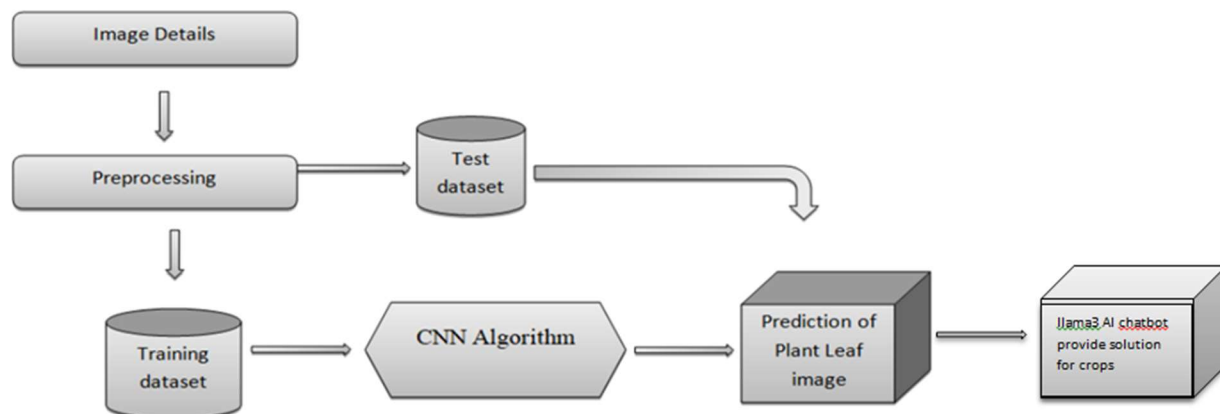 Image Details
Preprocessing
Test
dataset
Training
dataset
CNN Algorithm
Prediction of
Plant Leaf
image
llama3 AI chatbot
provide solution
for crops